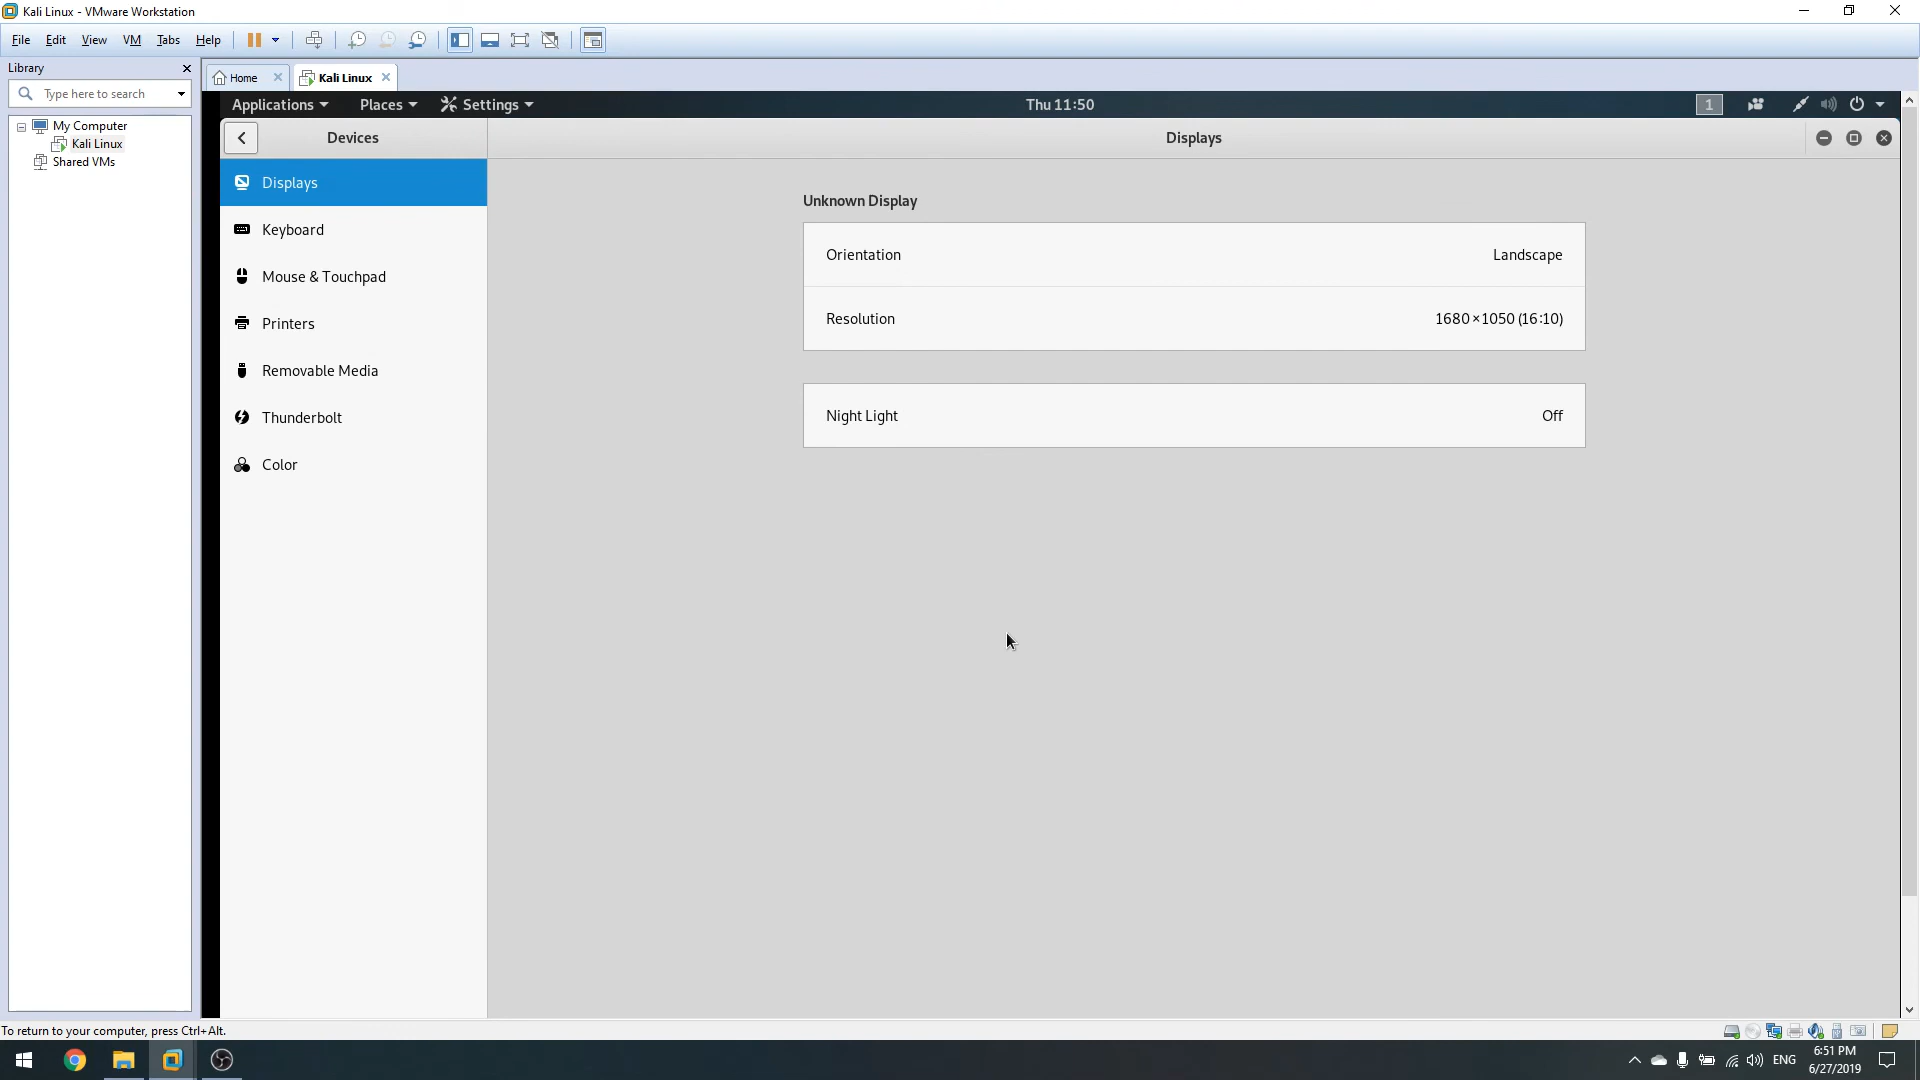 Kali Linux - VMware Workstation
File Edit View VM Tabs Help
Library
Home Kali Linux
Type here to search
My Computer
Kali Linux
Shared VMs
Applications Places Settings Thu 11:50 1
Devices Displays
Displays
Keyboard
Mouse & Touchpad
Printers
Removable Media
Thunderbolt
Color
Unknown Display
Orientation Landscape
Resolution 1680×1050 (16:10)
Night Light Off
To return to your computer, press Ctrl+Alt.
ENG 6:51 PM
6/27/2019